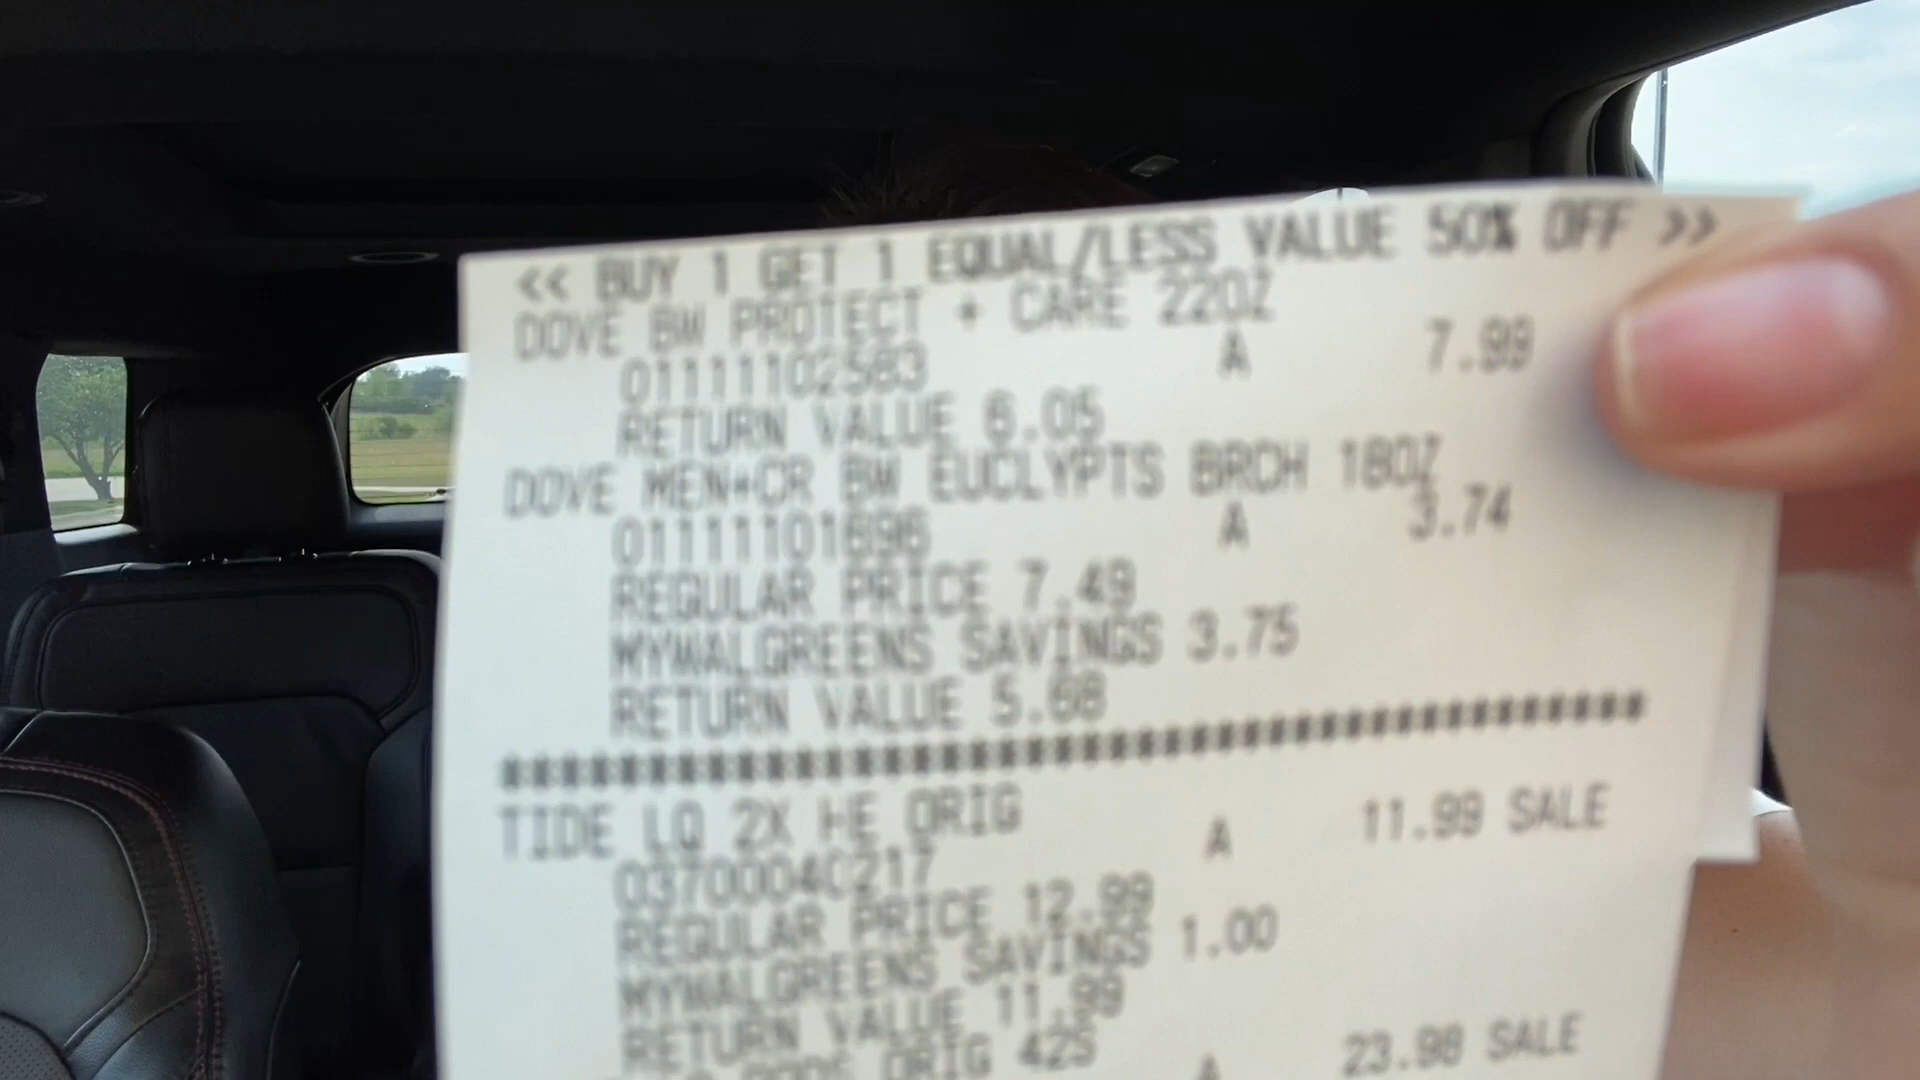 << BUY 1 GET 1 EQUAL/LESS VALUE 50% OFF >>
DOVE BW PROTECT + CARE 22OZ
01111102583 A 7.99
RETURN VALUE 6.05
DOVE MEN+CR BW EUCLYPTS BRCH 18OZ
01111101696 A 3.74
REGULAR PRICE 7.49
MYWALGREENS SAVINGS 3.75
RETURN VALUE 5.68
TIDE LQ 2X HE ORIG A 11.99 SALE
03700040217
REGULAR PRICE 12.99
MYWALGREENS SAVINGS 1.00
RETURN VALUE 11.99
PODS ORIG 42S A 23.98 SALE